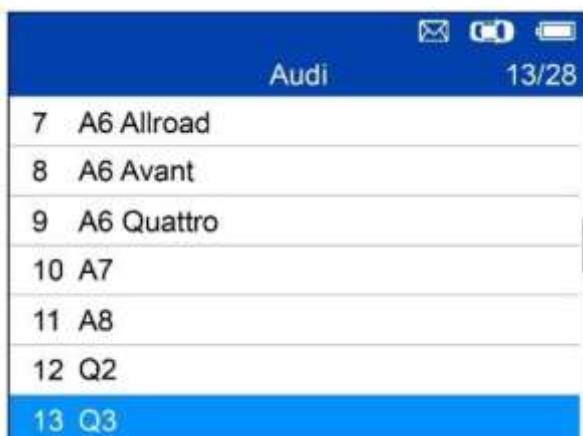 Audi 13/28
7 A6 Allroad
8 A6 Avant
9 A6 Quattro
10 A7
11 A8
12 Q2
13 Q3